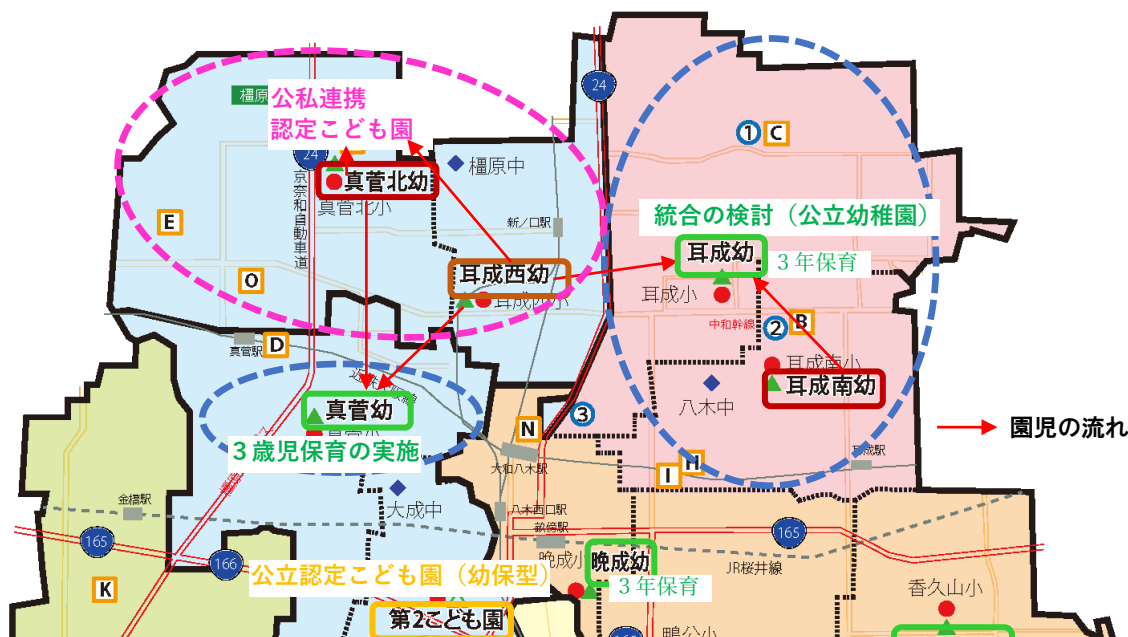 24
24
橿原
公私連携
認定こども園
京奈和自動車道
真菅北幼
真菅北小
橿原中
新ノ口駅
① C
統合の検討（公立幼稚園）
耳成幼
3年保育
耳成小
E
O
耳成西幼
耳成西小
中和幹線
② B
耳成南小
耳成南幼
八木中
真菅駅
D
真菅幼
真菅小
3歳児保育の実施
N
③
大和八木駅
I
H
耳成駅
園児の流れ
金橋駅
大成中
八木西口駅
畝傍駅
165
166
165
JR桜井線
K
公立認定こども園（幼保型）
第2こども園
晩成小
晩成幼
3年保育
香久山小
鴨公小